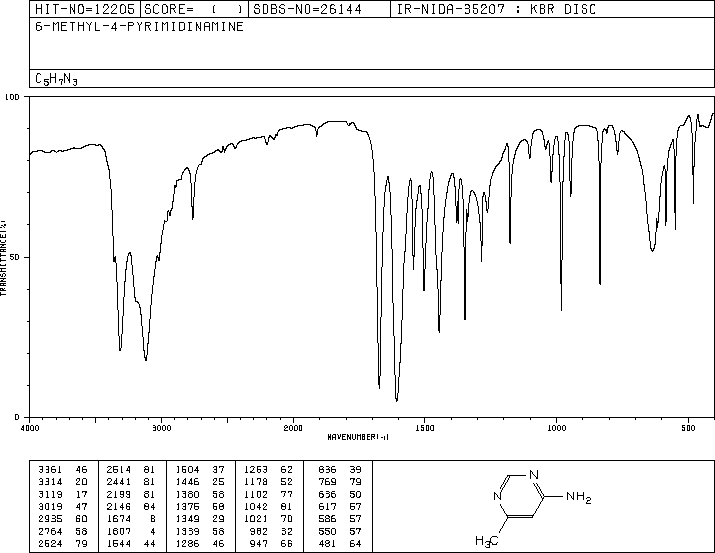 HIT-NO=12205 SCORE= ( ) SDBS-NO=26144 IR-NIDA-35207 : KBR DISC
6-METHYL-4-PYRIMIDINAMINE
C5H7N3
100
50
0
TRANSMITTANCE(%)
4000 3000 2000 1500 1000 500
WAVENUMBER(-1)
3361 46 2514 81 1504 37 1263 62 836 39
3314 20 2441 81 1446 25 1178 52 769 79
3119 17 2199 81 1380 58 1102 77 636 50
3019 47 2146 84 1375 60 1042 81 617 57
2935 60 1674 8 1349 29 1021 70 586 57
2764 58 1607 4 1339 58 982 32 550 57
2524 79 1544 44 1286 46 947 66 481 64
N
N
NH2
H3C